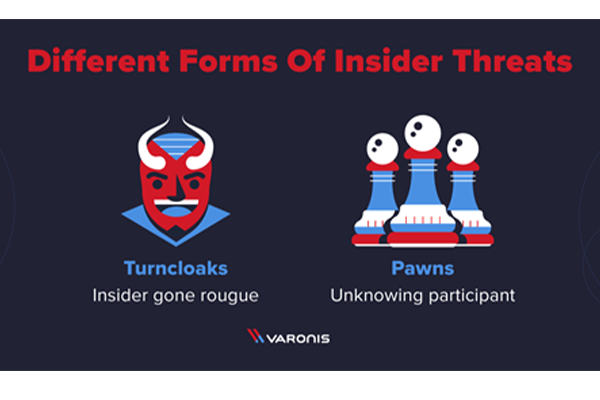 Different Forms Of Insider Threats
Turncloaks
Insider gone rougue
Pawns
Unknowing participant
VARONIS